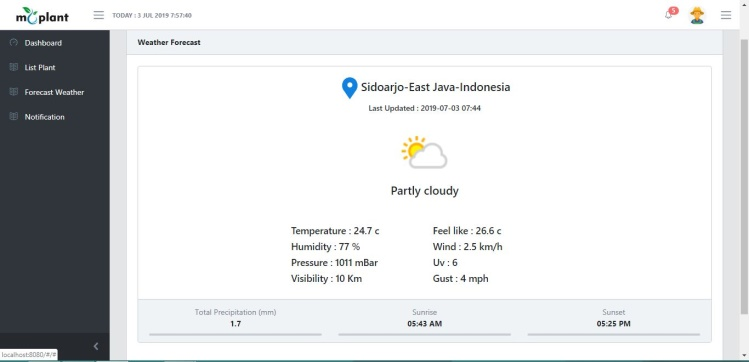 mcplant
TODAY : 3 JUL 2019 7:57:40
5
Dashboard
List Plant
Forecast Weather
Notification
Weather Forecast
Sidoarjo-East Java-Indonesia
Last Updated : 2019-07-03 07:44
Partly cloudy
Temperature : 24.7 c
Feel like : 26.6 c
Humidity : 77 %
Wind : 2.5 km/h
Pressure : 1011 mBar
Uv : 6
Visibility : 10 Km
Gust : 4 mph
Total Precipitation (mm)
1.7
Sunrise
05:43 AM
Sunset
05:25 PM
localhost:8080/#/#